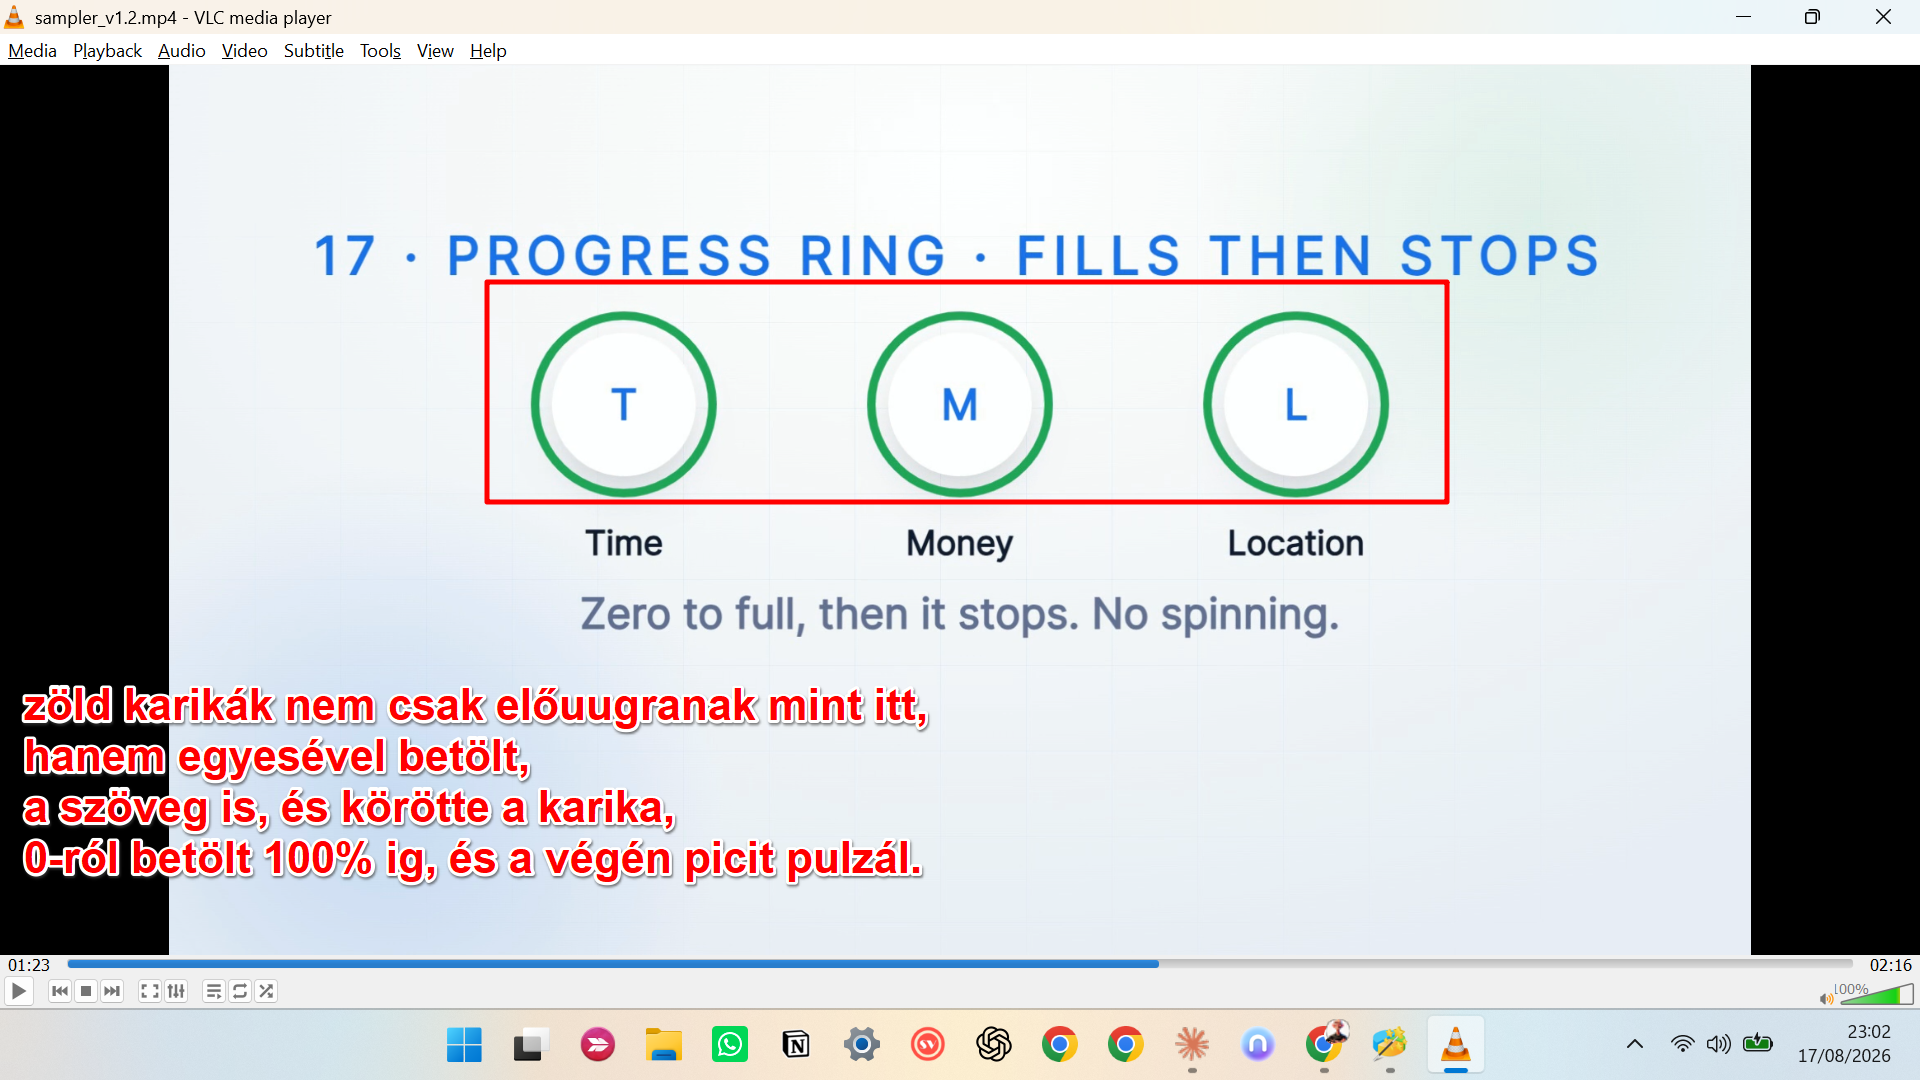 sampler_v1.2.mp4 - VLC media player
Media Playback Audio Video Subtitle Tools View Help
17 · PROGRESS RING · FILLS THEN STOPS
T M L
Time Money Location
Zero to full, then it stops. No spinning.
zöld karikák nem csak előuugranak mint itt,
hanem egyesével betölt,
a szöveg is, és körötte a karika,
0-ról betölt 100% ig, és a végén picit pulzál.
01:23 02:16
100%
23:02
17/08/2026